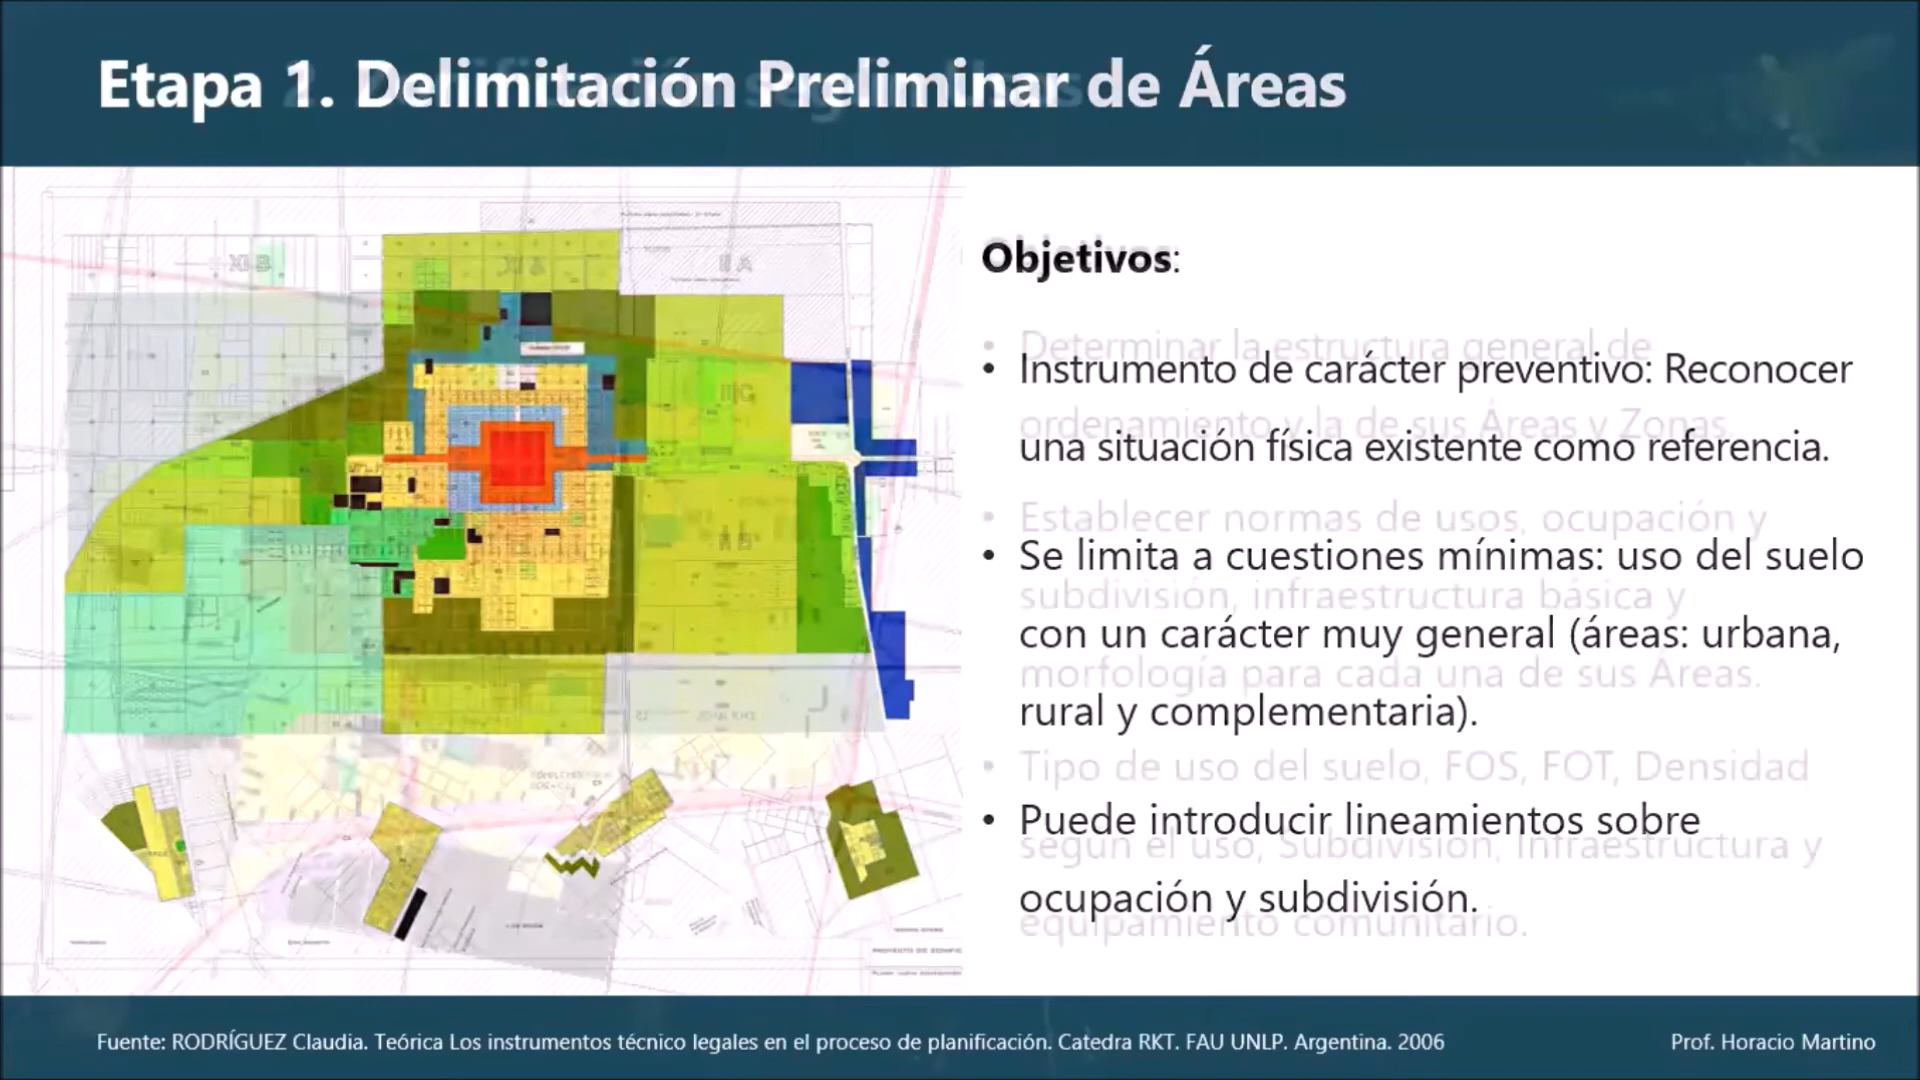 Etapa 1. Delimitación Preliminar de Áreas
Objetivos:
• Determinar la estructura general de
• Instrumento de carácter preventivo: Reconocer
ordenamiento y la de sus Áreas y Zonas.
una situación física existente como referencia.
• Establecer normas de usos, ocupación y
• Se limita a cuestiones mínimas: uso del suelo
subdivisión, infraestructura básica y
con un carácter muy general (áreas: urbana,
morfología para cada una de sus Áreas.
rural y complementaria).
• Tipo de uso del suelo, FOS, FOT, Densidad
• Puede introducir lineamientos sobre
según el uso, Subdivisión, Infraestructura y
ocupación y subdivisión.
equipamiento comunitario.
Fuente: RODRÍGUEZ Claudia. Teórica Los instrumentos técnico legales en el proceso de planificación. Catedra RKT. FAU UNLP. Argentina. 2006
Prof. Horacio Martino